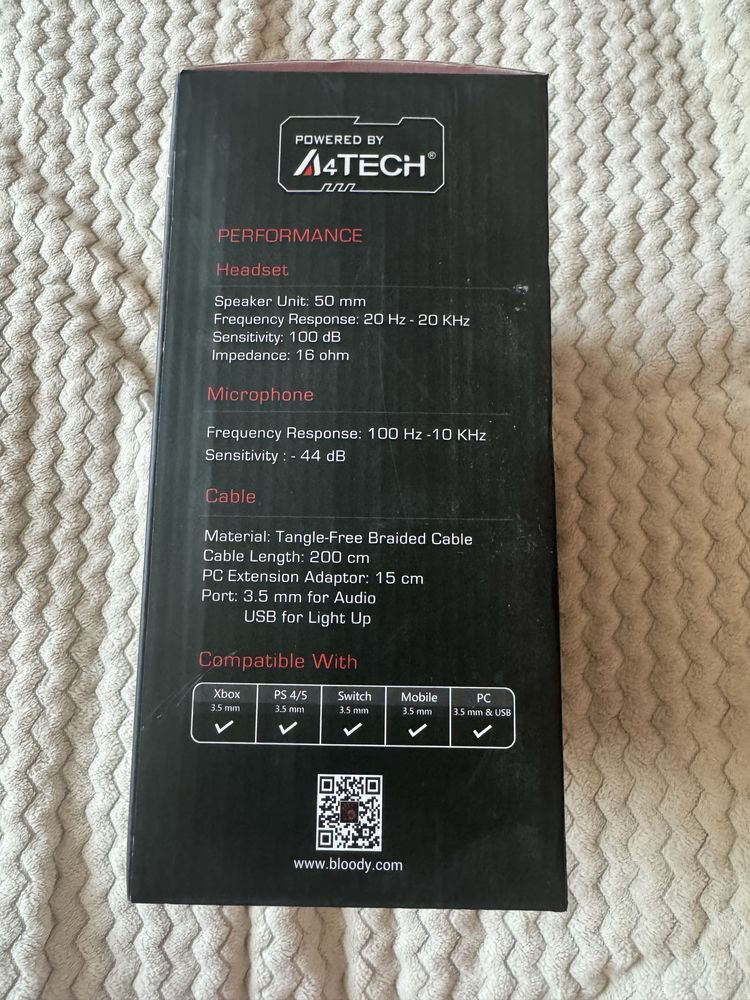 POWERED BY
A4TECH®
PERFORMANCE
Headset
Speaker Unit: 50 mm
Frequency Response: 20 Hz - 20 KHz
Sensitivity: 100 dB
Impedance: 16 ohm
Microphone
Frequency Response: 100 Hz -10 KHz
Sensitivity : - 44 dB
Cable
Material: Tangle-Free Braided Cable
Cable Length: 200 cm
PC Extension Adaptor: 15 cm
Port: 3.5 mm for Audio
USB for Light Up
Compatible With
Xbox PS 4/5 Switch Mobile PC
3.5 mm 3.5 mm 3.5 mm 3.5 mm 3.5 mm & USB
www.bloody.com